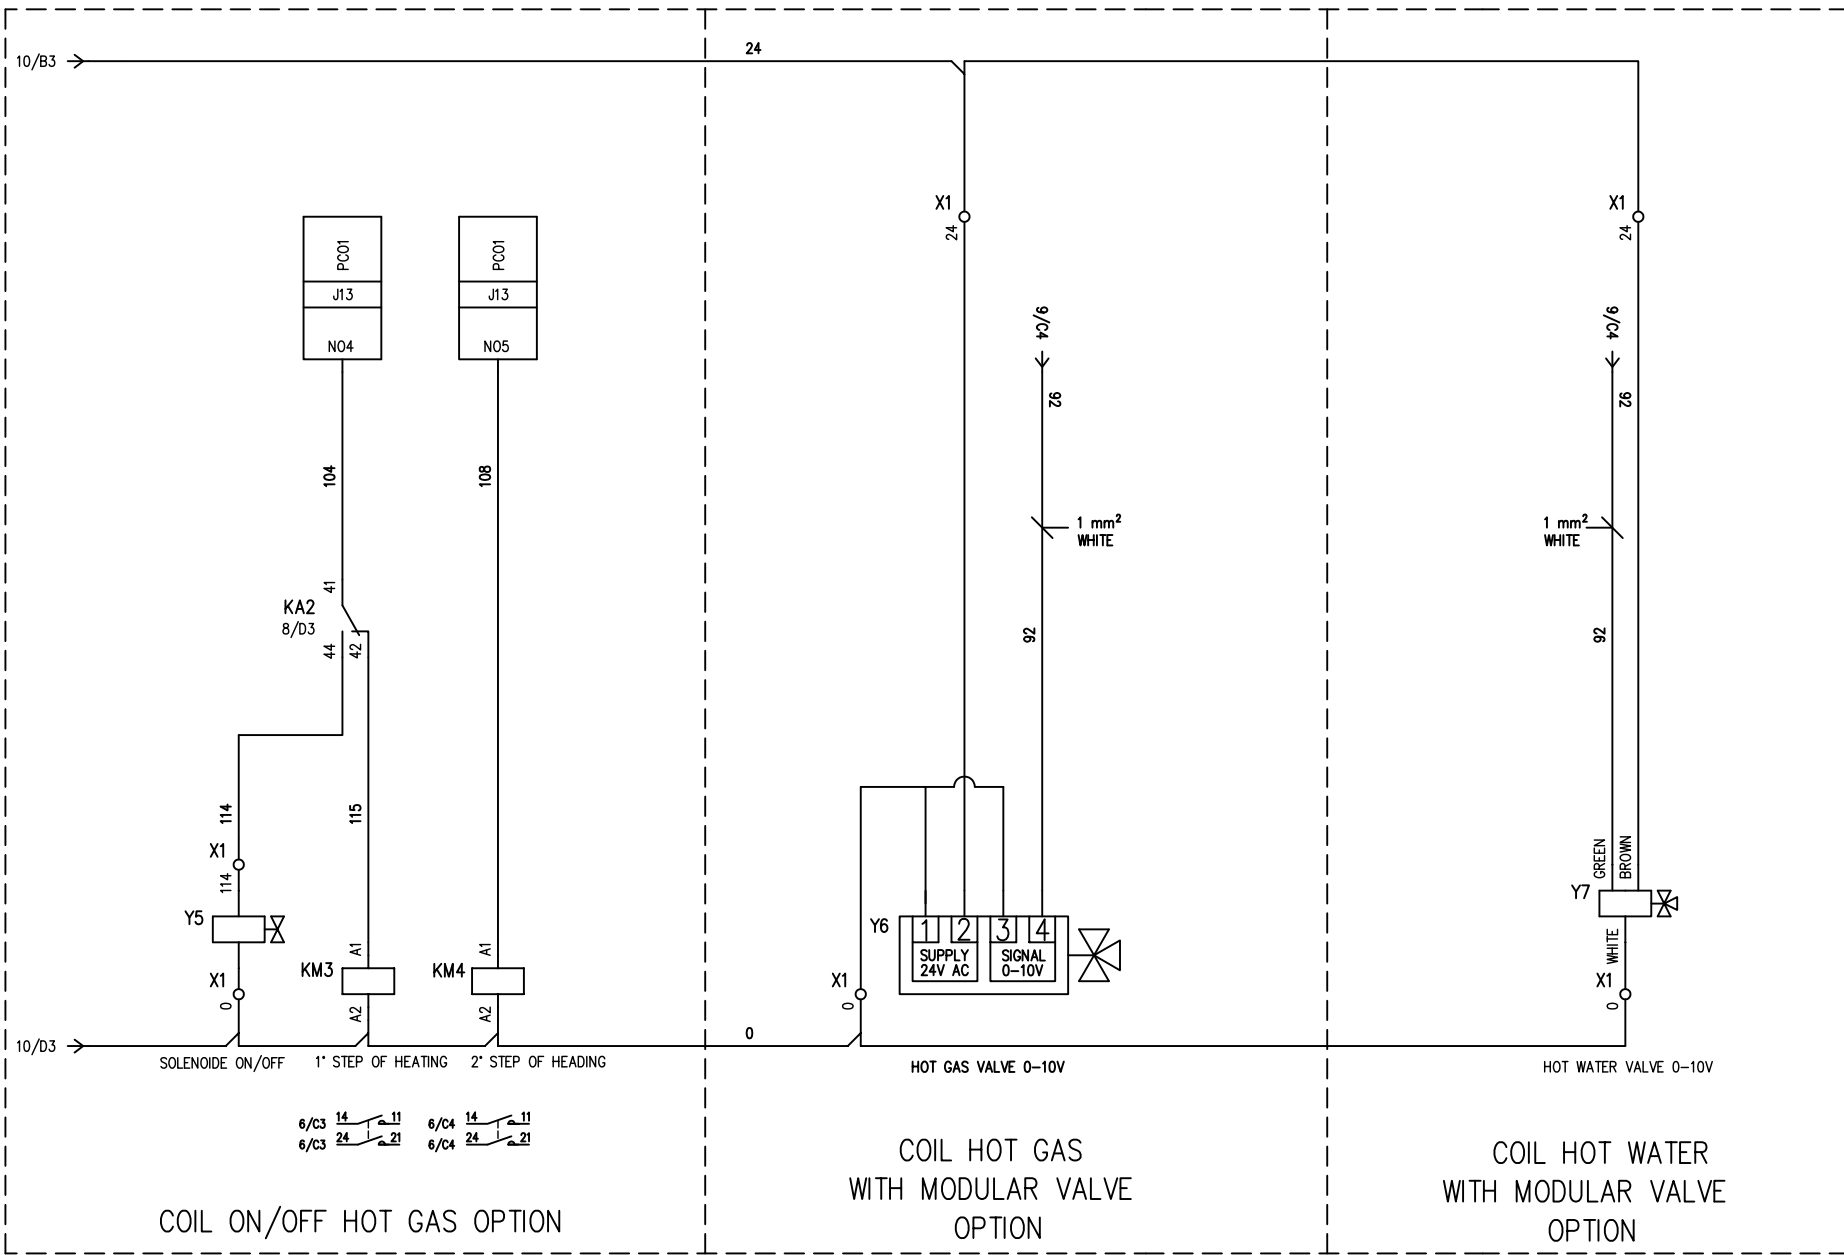 10/B3
24
PCO1
J13
NO4
104
41
KA2
8/D3
44
42
114
X1
114
Y5
X1
0
115
A1
KM3
A2
PCO1
J13
NO5
108
A1
KM4
A2
10/D3
0
SOLENOIDE ON/OFF
1° STEP OF HEATING
2° STEP OF HEADING
6/C3 14 11
6/C3 24 21
6/C4 14 11
6/C4 24 21
COIL ON/OFF HOT GAS OPTION
X1
24
9/C4
92
1 mm²
WHITE
92
Y6
1 2 3 4
SUPPLY
24V AC
SIGNAL
0-10V
X1
0
HOT GAS VALVE 0-10V
COIL HOT GAS
WITH MODULAR VALVE
OPTION
X1
24
9/C4
92
1 mm²
WHITE
92
GREEN
BROWN
Y7
WHITE
X1
0
HOT WATER VALVE 0-10V
COIL HOT WATER
WITH MODULAR VALVE
OPTION